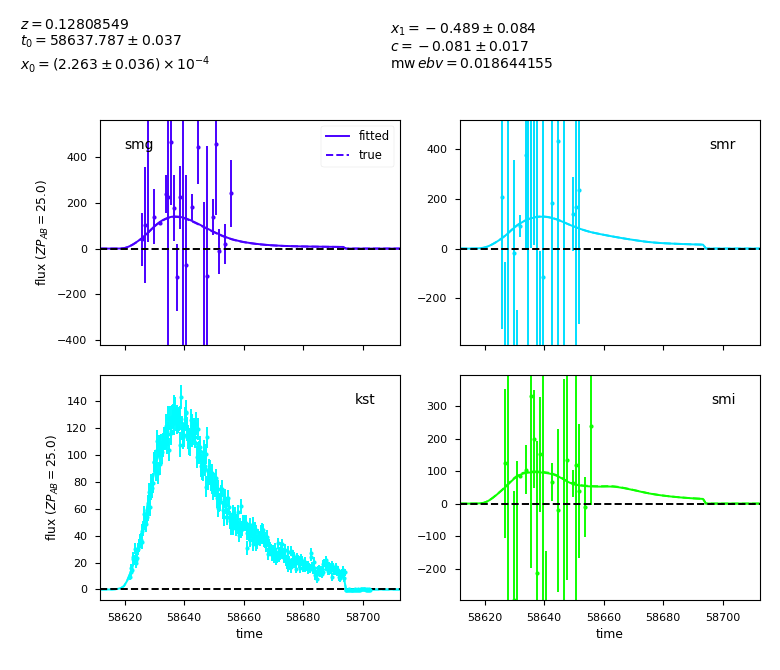 z = 0.12808549
t₀ = 58637.787 ± 0.037
x₀ = (2.263 ± 0.036) × 10⁻⁴
x₁ = −0.489 ± 0.084
c = −0.081 ± 0.017
mw ebv = 0.018644155
smg
fitted
true
400
200
0
−200
−400
flux (ZP_AB = 25.0)
smr
400
200
0
−200
kst
140
120
100
80
60
40
20
0
flux (ZP_AB = 25.0)
58620 58640 58660 58680 58700
time
smi
300
200
100
0
−100
−200
58620 58640 58660 58680 58700
time